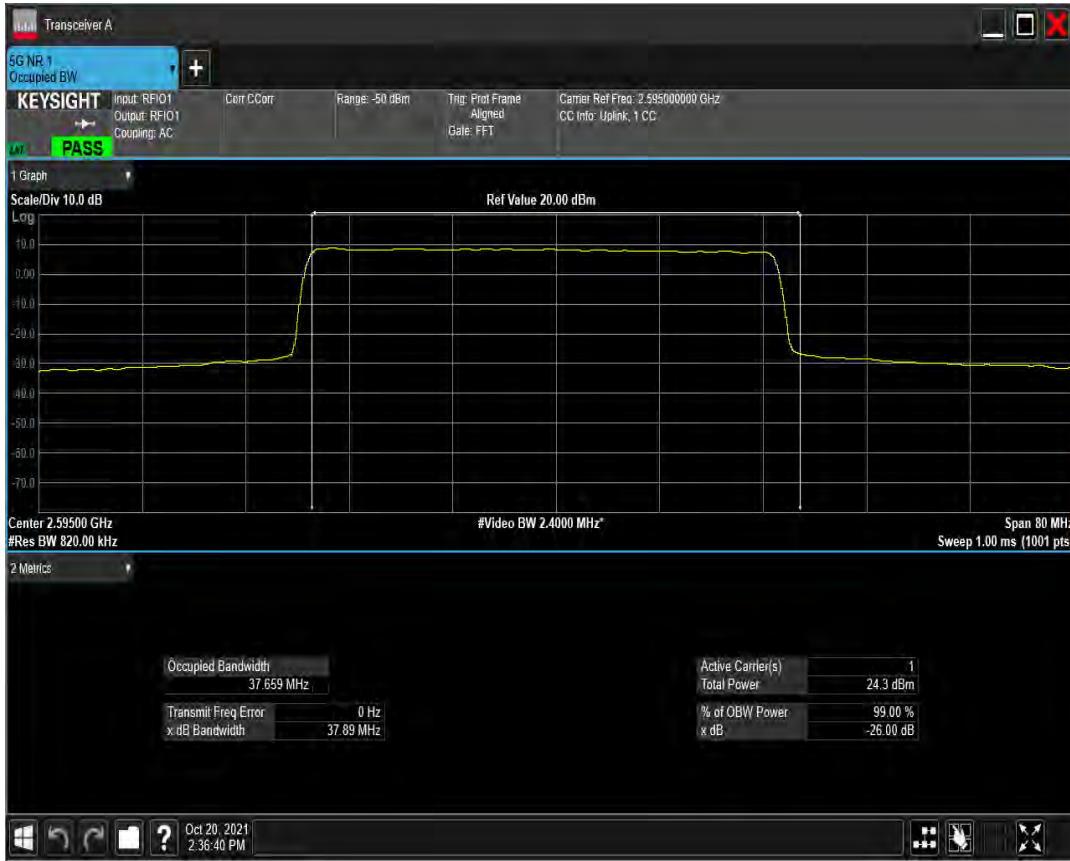 Transceiver A
5G NR 1
Occupied BW
+
KEYSIGHT
PASS
Input: RFIO1
Output: RFIO1
Coupling: AC
Corr CCorr
Range: -50 dBm
Trig: Prot Frame
Aligned
Gate: FFT
Carrier Ref Freq: 2.595000000 GHz
CC Info: Uplink, 1 CC
1 Graph
Scale/Div 10.0 dB
Ref Value 20.00 dBm
Log
10.0
0.00
-10.0
-20.0
-30.0
-40.0
-50.0
-60.0
-70.0
Center 2.59500 GHz
#Video BW 2.4000 MHz*
Span 80 MHz
#Res BW 820.00 kHz
Sweep 1.00 ms (1001 pts
2 Metrics
Occupied Bandwidth
37.659 MHz
Transmit Freq Error 0 Hz
x dB Bandwidth 37.89 MHz
Active Carrier(s) 1
Total Power 24.3 dBm
% of OBW Power 99.00 %
x dB -26.00 dB
?
Oct 20, 2021
2:36:40 PM